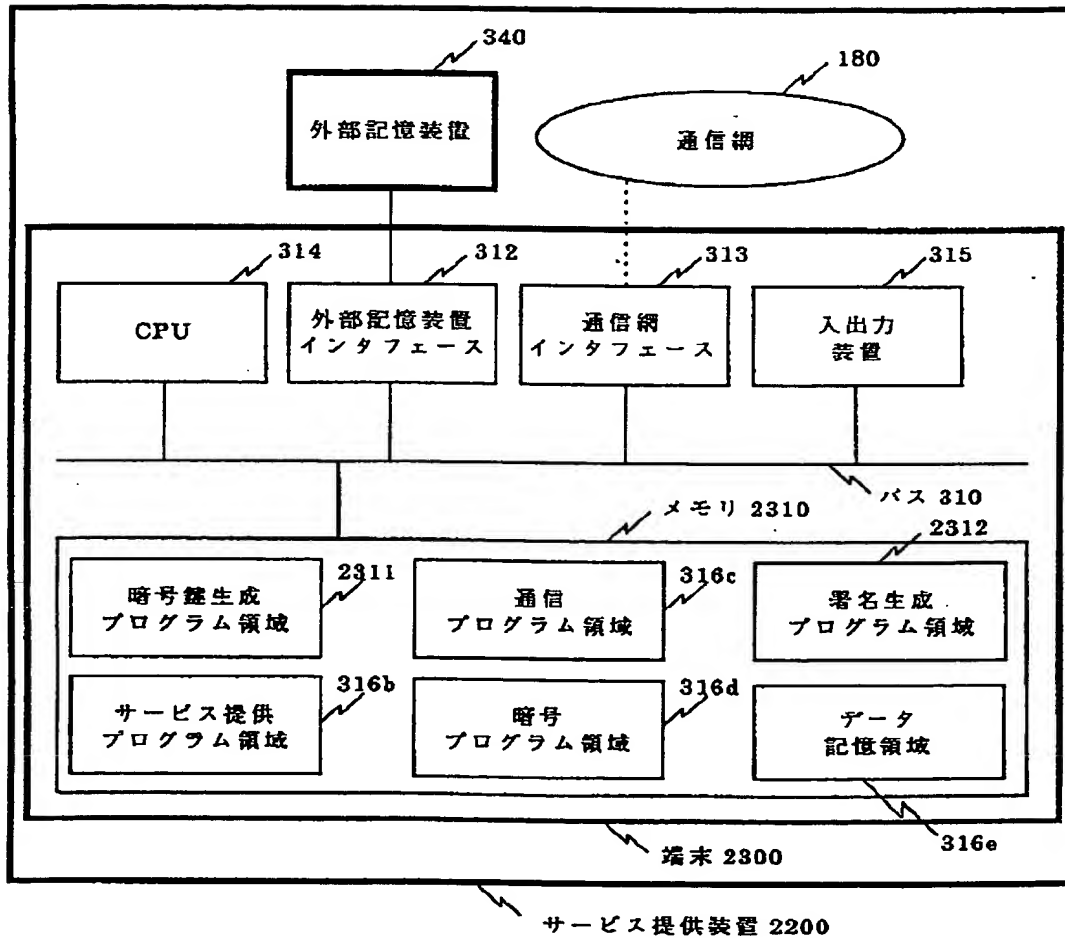 340
180
外部記憶装置
通信網
314
312
313
315
CPU
外部記憶装置
インタフェース
通信網
インタフェース
入出力
装置
バス 310
メモリ 2310
2312
暗号鍵生成
プログラム領域
2311
通信
プログラム領域
316c
署名生成
プログラム領域
サービス提供
プログラム領域
316b
暗号
プログラム領域
316d
データ
記憶領域
316e
端末 2300
サービス提供装置 2200